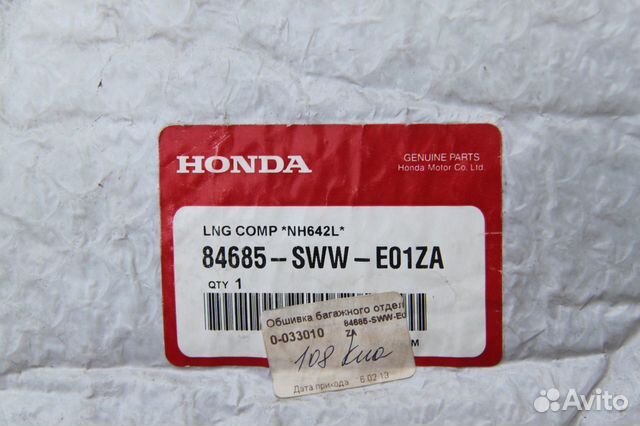 HONDA
GENUINE PARTS
Honda Motor Co. Ltd.
LNG COMP *NH642L*
84685--SWW-E01ZA
QTY 1
Обшивка багажного отдел
0-033010
84685-SWW-E0
ZA
108
Дата прихода 6.02.13
M
Avito